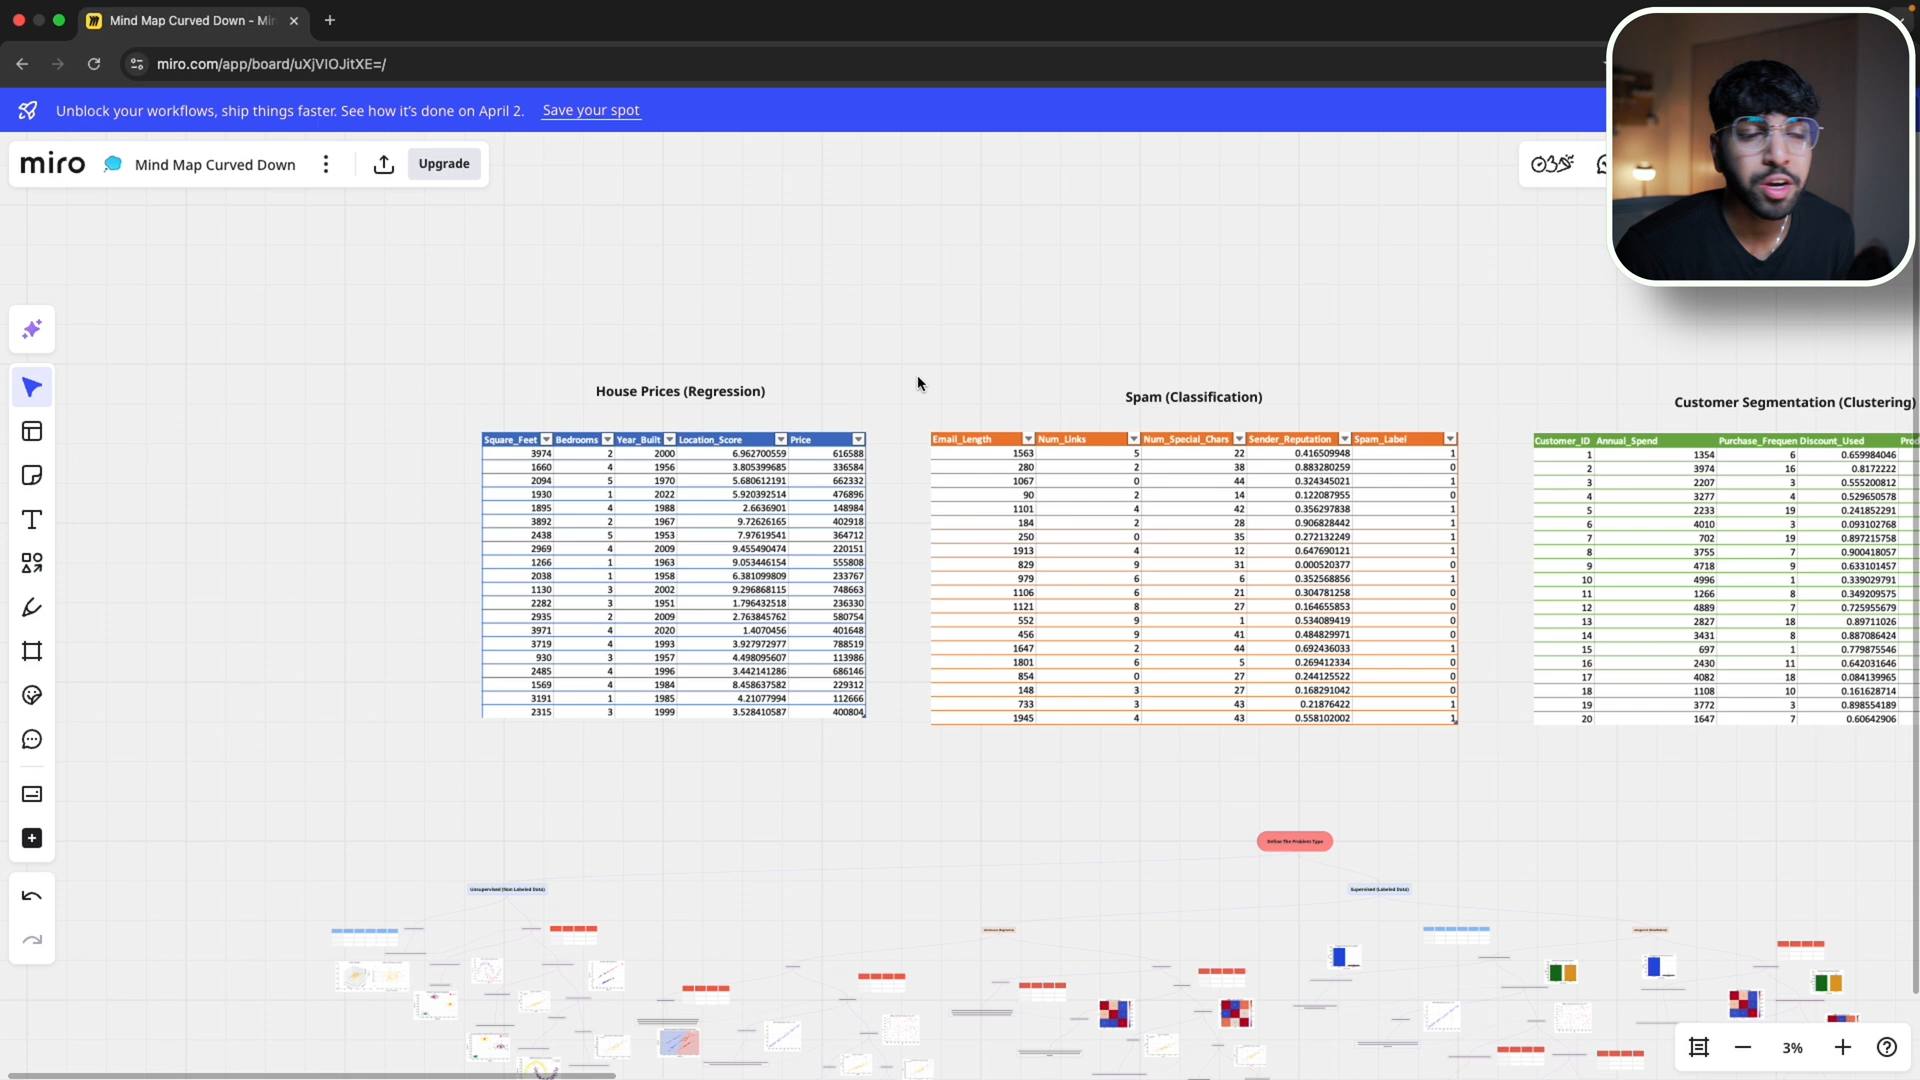 Mind Map Curved Down - Mir
miro.com/app/board/uXjVIOJitXE=/
Unblock your workflows, ship things faster. See how it's done on April 2. Save your spot
miro Mind Map Curved Down Upgrade
House Prices (Regression)
Square_Feet Bedrooms Year_Built Location_Score Price
3974 2 2000 6.962700559 616588
1660 4 1956 3.805399685 336584
2094 5 1970 5.680612191 662332
1930 1 2022 5.920392514 476896
1895 4 1988 2.6636901 148984
3892 2 1967 9.72626165 402918
2438 5 1953 7.97619541 364712
2969 4 2009 9.455490474 220151
1266 1 1963 9.053446154 555808
2038 1 1958 6.381099809 233767
1130 3 2002 9.296868115 748663
2282 3 1951 1.796432518 236330
2935 2 2009 2.763845762 580754
3971 4 2020 1.4070456 401648
3719 4 1993 3.927972977 788519
930 3 1957 4.498095607 113986
2485 4 1996 3.442141286 686146
1569 4 1984 8.458637582 229312
3191 1 1985 4.21077994 112666
2315 3 1999 3.528410587 400804
Spam (Classification)
Email_Length Num_Links Num_Special_Chars Sender_Reputation Spam_Label
1563 5 22 0.416509948 1
280 2 38 0.883280259 0
1067 0 44 0.324345021 1
90 2 14 0.122087955 0
1101 4 42 0.356297838 1
184 2 28 0.906828442 1
250 0 35 0.272132249 1
1913 4 12 0.647690121 1
829 9 31 0.000520377 0
979 6 6 0.352568856 1
1106 6 21 0.304781258 0
1121 8 27 0.164655853 0
552 9 1 0.534089419 0
456 9 41 0.484829971 0
1647 2 44 0.692436033 1
1801 6 5 0.269412334 0
854 0 27 0.244125522 0
148 3 27 0.168291042 0
733 3 43 0.21876422 1
1945 4 43 0.558102002 1
Customer Segmentation (Clustering)
Customer_ID Annual_Spend Purchase_Frequen Discount_Used Prod
1 1354 6 0.659984046
2 3974 16 0.8172222
3 2207 3 0.555200812
4 3277 4 0.529650578
5 2233 19 0.241852291
6 4010 3 0.093102768
7 702 19 0.897215758
8 3755 7 0.900418057
9 4718 9 0.633101457
10 4996 1 0.339029791
11 1266 8 0.349209575
12 4889 7 0.725955679
13 2827 18 0.89711026
14 3431 8 0.887086424
15 697 1 0.779875546
16 2430 11 0.642031646
17 4082 18 0.084139965
18 1108 10 0.161628714
19 3772 3 0.898554189
20 1647 7 0.60642906
Define The Problem Type
Unsupervised (Non Labeled Data)
Supervised (Labeled Data)
3%